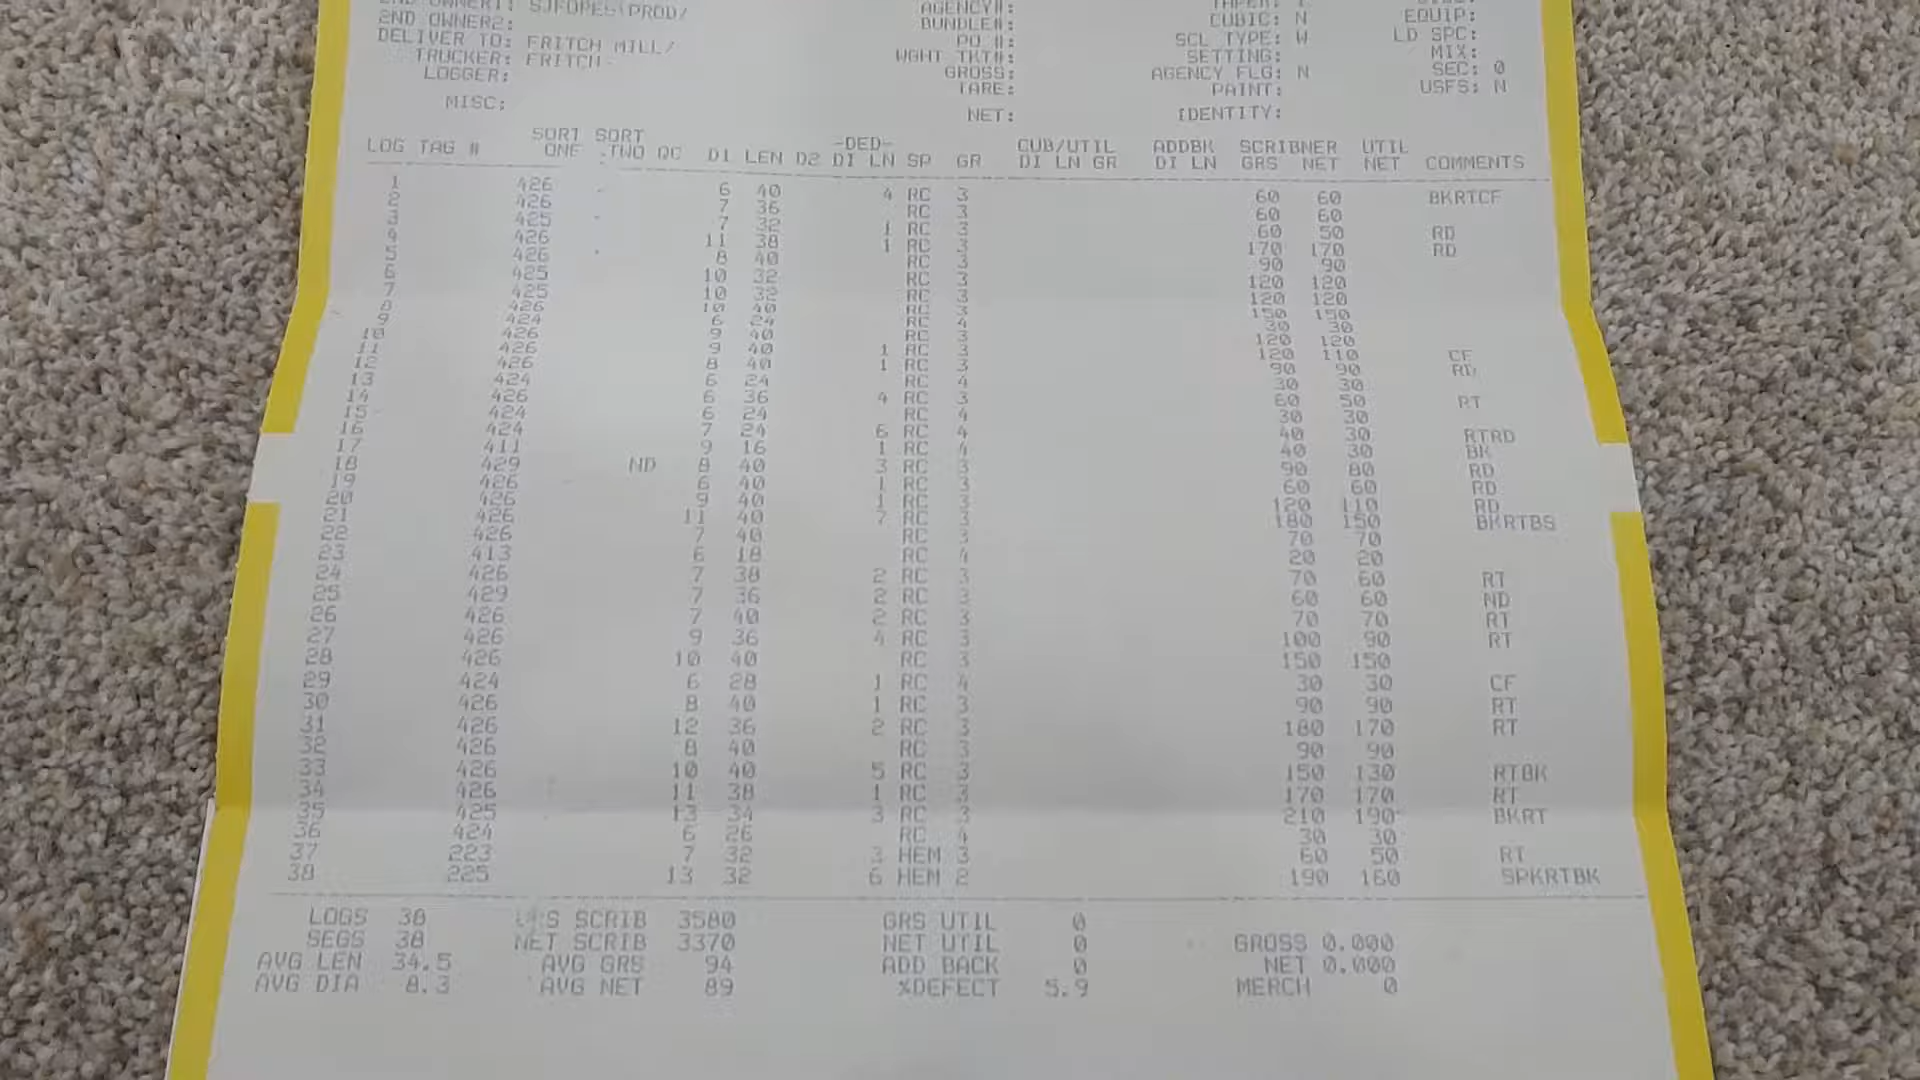 2ND OWNER1: SJFORES\PROD/ AGENCY#:
2ND OWNER2: BUNDLE#: CUBIC: N EQUIP:
DELIVER TO: FRITCH MILL/ PO #: SCL TYPE: W LD SPC:
TRUCKER: FRITCH WGHT TKT#: SETTING: MIX:
LOGGER: GROSS: AGENCY FLG: N SEC: 0
TARE: PAINT: USFS: N
MISC: NET: IDENTITY:
SORT SORT -DED- CUB/UTIL ADDBK SCRIBNER UTIL
LOG TAG # ONE TWO QC D1 LEN D2 DI LN SP GR DI LN GR DI LN GRS NET NET COMMENTS
1 426 6 40 4 RC 3 60 60 BKRTCF
2 426 7 36 RC 3 60 60
3 425 7 32 1 RC 3 60 50 RD
4 426 11 38 1 RC 3 170 170 RD
5 426 8 40 RC 3 90 90
6 425 10 32 RC 3 120 120
7 425 10 32 RC 3 120 120
8 426 10 40 RC 3 150 150
9 424 6 24 RC 4 30 30
10 426 9 40 RC 3 120 120
11 426 9 40 1 RC 3 120 110 CF
12 426 8 40 1 RC 3 90 90 RD
13 424 6 24 RC 4 30 30
14 426 6 36 4 RC 3 60 50 RT
15 424 6 24 RC 4 30 30
16 424 7 24 6 RC 4 40 30 RTRD
17 411 9 16 1 RC 4 40 30 BK
18 429 ND 8 40 3 RC 3 90 80 RD
19 426 6 40 1 RC 3 60 60 RD
20 426 9 40 1 RC 3 120 110 RD
21 426 11 40 7 RC 3 180 150 BKRTBS
22 426 7 40 RC 3 70 70
23 413 6 18 RC 4 20 20
24 426 7 38 2 RC 3 70 60 RT
25 429 7 36 2 RC 3 60 60 ND
26 426 7 40 2 RC 3 70 70 RT
27 426 9 36 4 RC 3 100 90 RT
28 426 10 40 RC 3 150 150
29 424 6 28 1 RC 4 30 30 CF
30 426 8 40 1 RC 3 90 90 RT
31 426 12 36 2 RC 3 180 170 RT
32 426 8 40 RC 3 90 90
33 426 10 40 5 RC 3 150 130 RTBK
34 426 11 38 1 RC 3 170 170 RT
35 425 13 34 3 RC 3 210 190 BKRT
36 424 6 26 RC 4 30 30
37 223 7 32 3 HEM 3 60 50 RT
38 225 13 32 6 HEM 2 190 160 SPKRTBK
LOGS 38 GRS SCRIB 3580 GRS UTIL 0
SEGS 38 NET SCRIB 3370 NET UTIL 0 GROSS 0.000
AVG LEN 34.5 AVG GRS 94 ADD BACK 0 NET 0.000
AVG DIA 8.3 AVG NET 89 %DEFECT 5.9 MERCH 0